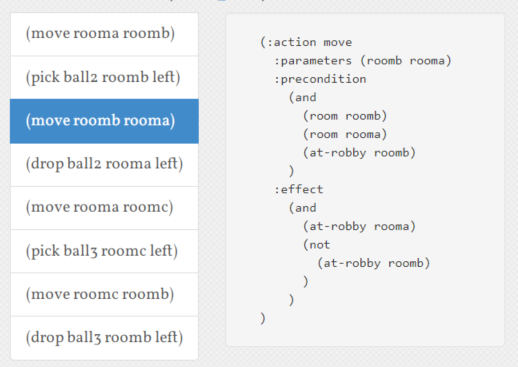 (move rooma roomb)
(pick ball2 roomb left)
(move roomb rooma)
(drop ball2 rooma left)
(move rooma roomc)
(pick ball3 roomc left)
(move roomc roomb)
(drop ball3 roomb left)
(:action move
  :parameters (roomb rooma)
  :precondition
    (and
      (room roomb)
      (room rooma)
      (at-robby roomb)
    )
  :effect
    (and
      (at-robby rooma)
      (not
        (at-robby roomb)
      )
    )
)